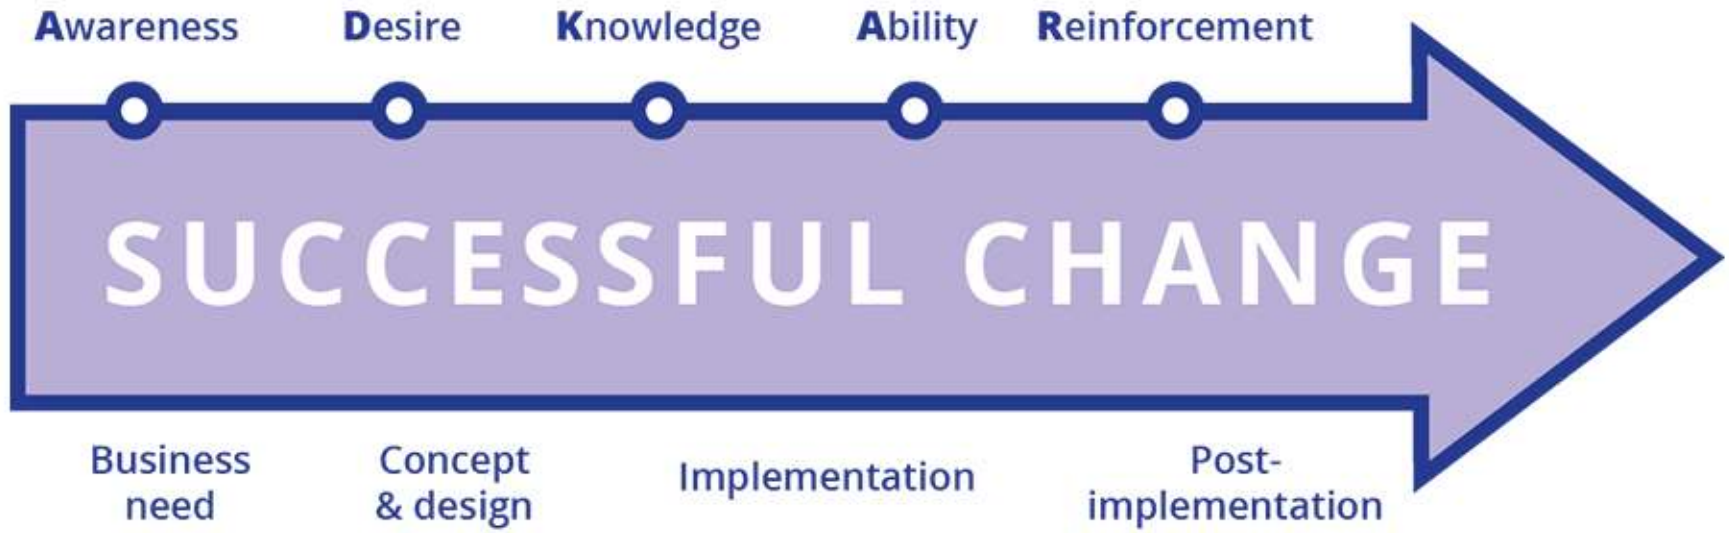 Awareness Desire Knowledge Ability Reinforcement
SUCCESSFUL CHANGE
Business need
Concept & design
Implementation
Post-implementation